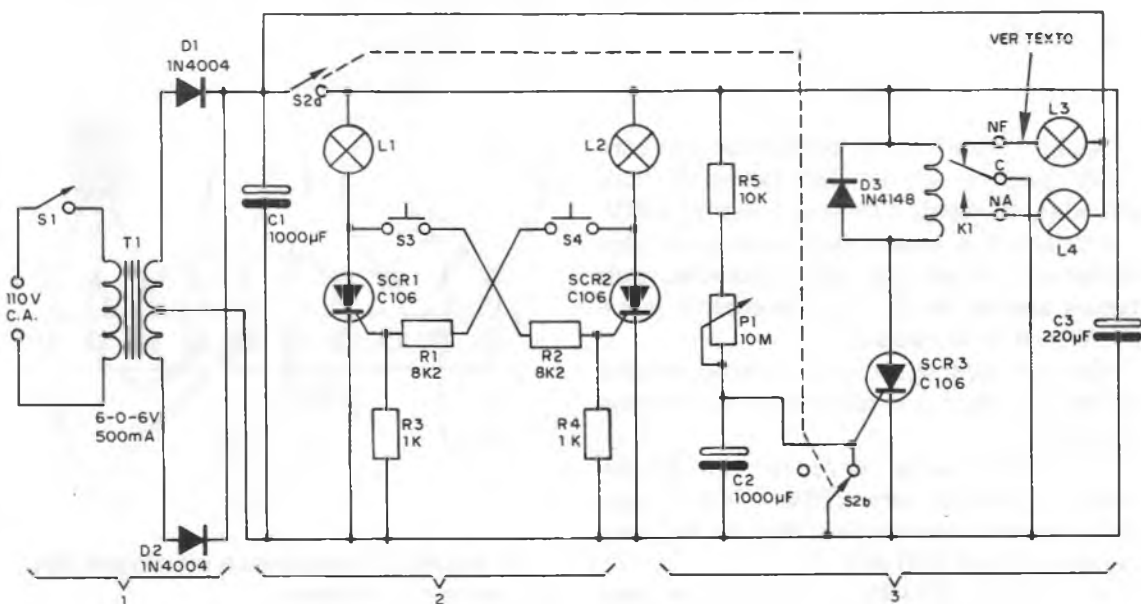 D1
1N4004
S2a
VER TEXTO
L3
NF
C
NA
K1
L4
L1
L2
R5
10K
D3
1N4148
C1
1000µF
S1
T1
110V
C.A.
S3
S4
SCR1
C106
SCR2
C106
P1
10M
R1
8K2
R2
8K2
SCR3
C106
C3
220µF
6-0-6V
500mA
R3
1K
R4
1K
C2
1000µF
S2b
D2
1N4004
1
2
3